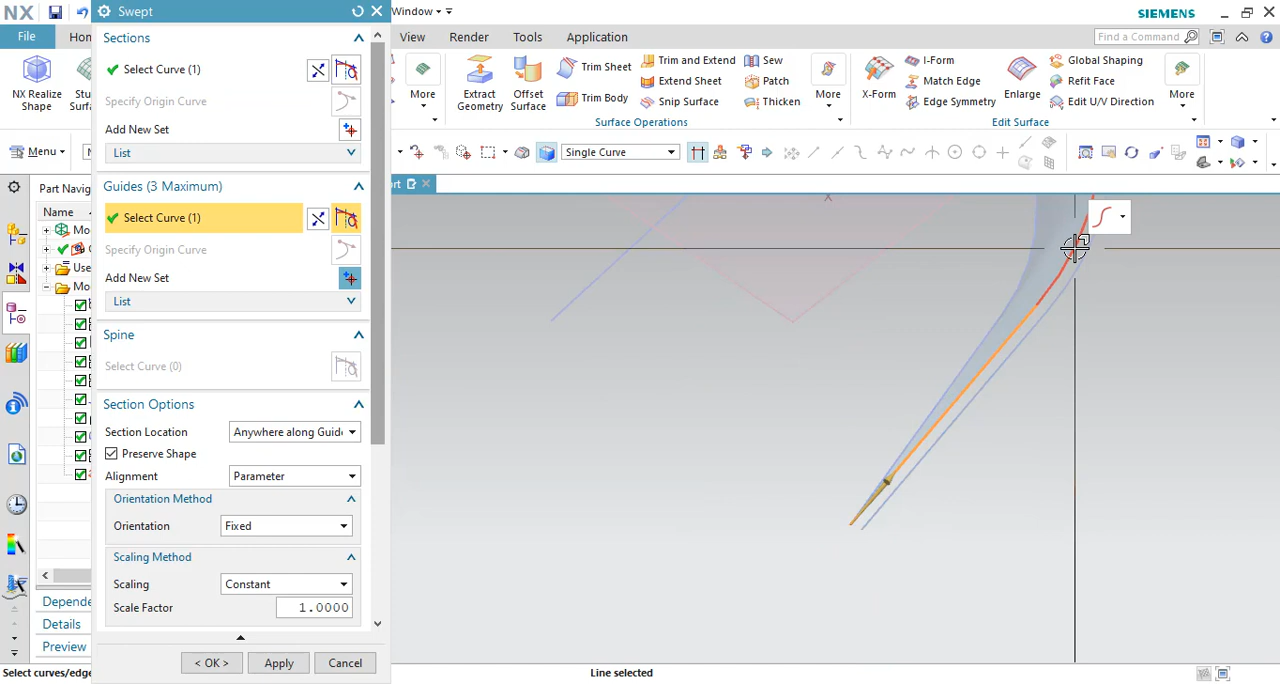 NX
Swept
Window
SIEMENS
File
View
Render
Tools
Application
Find a Command
NX Realize
Shape
Sections
Select Curve (1)
Specify Origin Curve
Add New Set
List
Guides (3 Maximum)
Select Curve (1)
Specify Origin Curve
Add New Set
List
Spine
Select Curve (0)
Section Options
Section Location
Anywhere along Guid
Preserve Shape
Alignment
Parameter
Orientation Method
Orientation
Fixed
Scaling Method
Scaling
Constant
Scale Factor
1.0000
< OK >
Apply
Cancel
More
Extract
Geometry
Offset
Surface
Trim Sheet
Trim Body
Trim and Extend
Extend Sheet
Snip Surface
Sew
Patch
Thicken
More
Surface Operations
X-Form
I-Form
Match Edge
Edge Symmetry
Enlarge
Global Shaping
Refit Face
Edit U/V Direction
More
Edit Surface
Menu
Single Curve
Part Navig
Name
Mo
Use
Mo
Depende
Details
Preview
X
Select curves/edge
Line selected